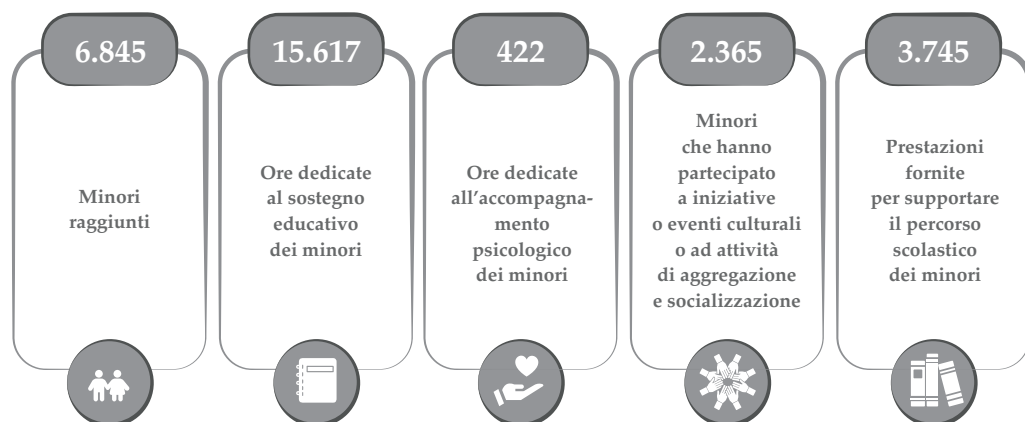 6.845
Minori
raggiunti
15.617
Ore dedicate
al sostegno
educativo
dei minori
422
Ore dedicate
all’accompagna-
mento
psicologico
dei minori
2.365
Minori
che hanno
partecipato
a iniziative
o eventi culturali
o ad attività
di aggregazione
e socializzazione
3.745
Prestazioni
fornite
per supportare
il percorso
scolastico
dei minori